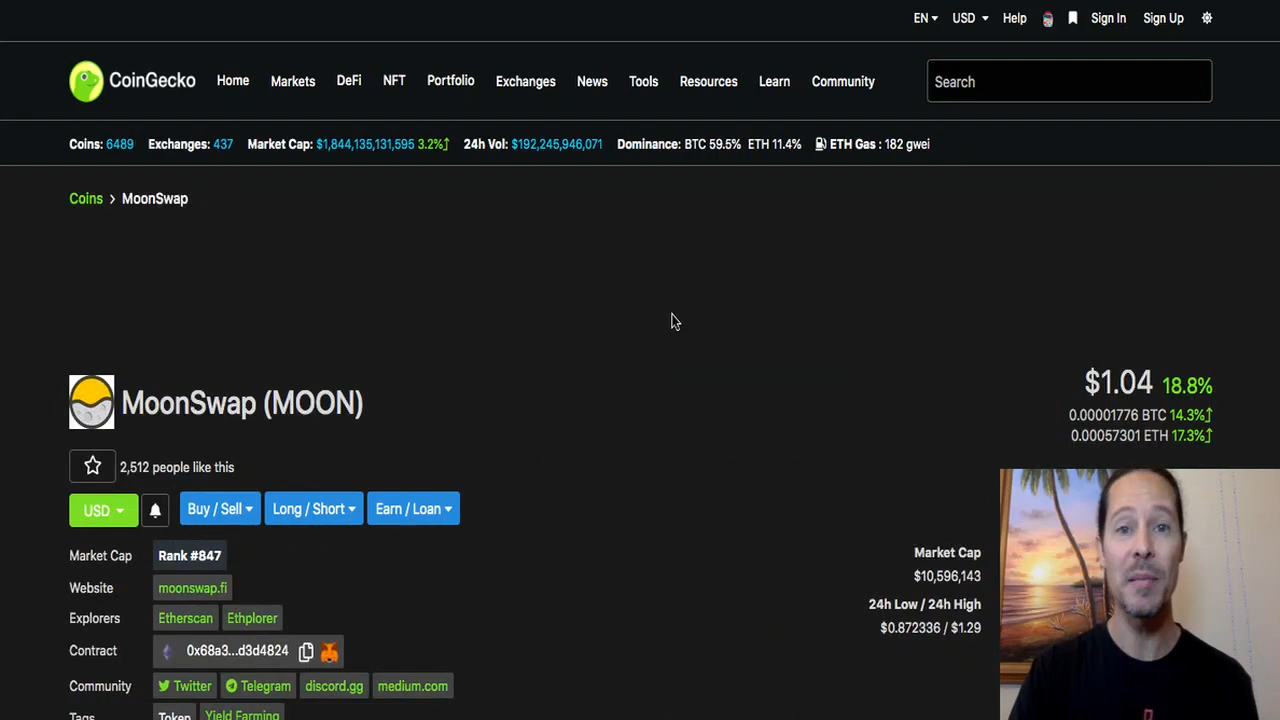 EN USD Help Sign In Sign Up
CoinGecko Home Markets DeFi NFT Portfolio Exchanges News Tools Resources Learn Community Search
Coins: 6489 Exchanges: 437 Market Cap: $1,844,135,131,595 3.2% 24h Vol: $192,245,946,071 Dominance: BTC 59.5% ETH 11.4% ETH Gas : 182 gwei
Coins > MoonSwap
MoonSwap (MOON)
$1.04 18.8%
0.00001776 BTC 14.3%
0.00057301 ETH 17.3%
2,512 people like this
USD Buy / Sell Long / Short Earn / Loan
Market Cap Rank #847
Website moonswap.fi
Explorers Etherscan Ethplorer
Contract 0x68a3...d3d4824
Community Twitter Telegram discord.gg medium.com
Tags Token Yield Farming
Market Cap
$10,596,143
24h Low / 24h High
$0.872336 / $1.29